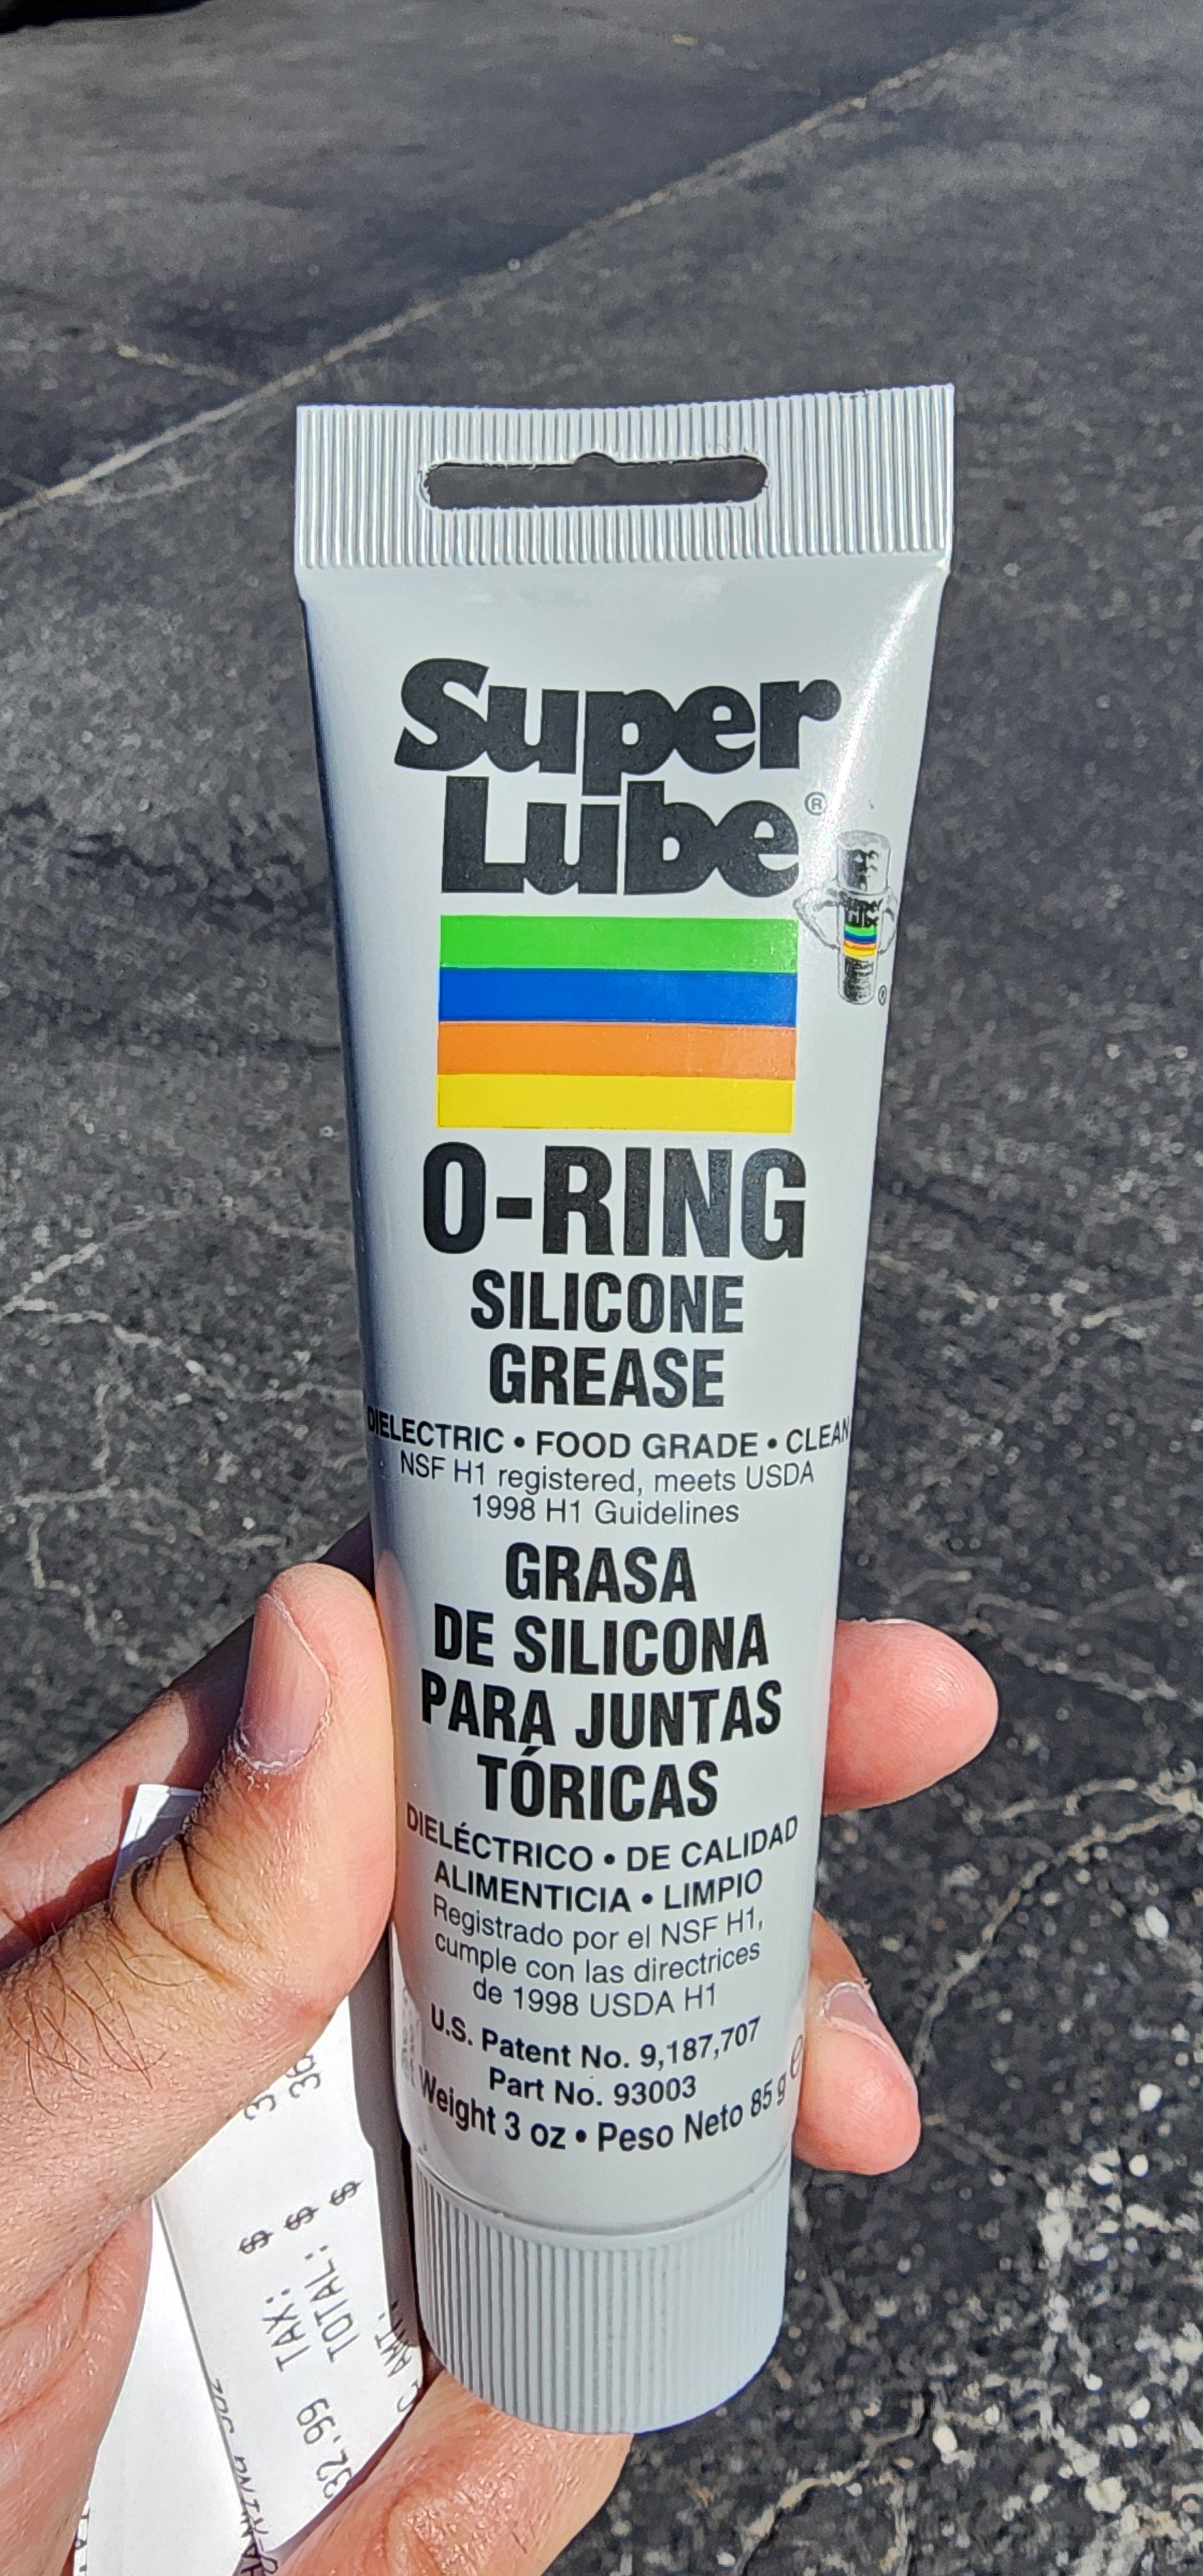 Super
Lube®
Super
Lube
®
O-RING
SILICONE
GREASE
DIELECTRIC • FOOD GRADE • CLEAN
NSF H1 registered, meets USDA
1998 H1 Guidelines
GRASA
DE SILICONA
PARA JUNTAS
TÓRICAS
DIELÉCTRICO • DE CALIDAD
ALIMENTICIA • LIMPIO
Registrado por el NSF H1,
cumple con las directrices
de 1998 USDA H1
U.S. Patent No. 9,187,707
Part No. 93003
Weight 3 oz • Peso Neto 85 g e
32.99 TAX: $
TOTAL: $
AMT: $